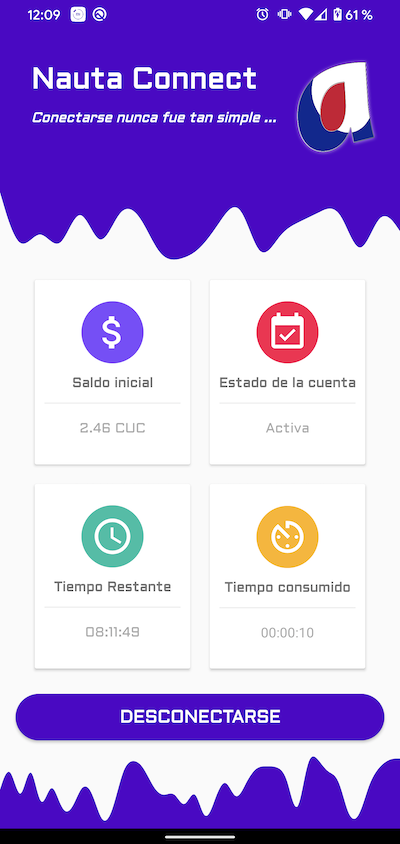 12:09 61 %
Nauta Connect
Conectarse nunca fue tan simple ...
Saldo inicial
2.46 CUC
Estado de la cuenta
Activa
Tiempo Restante
08:11:49
Tiempo consumido
00:00:10
DESCONECTARSE